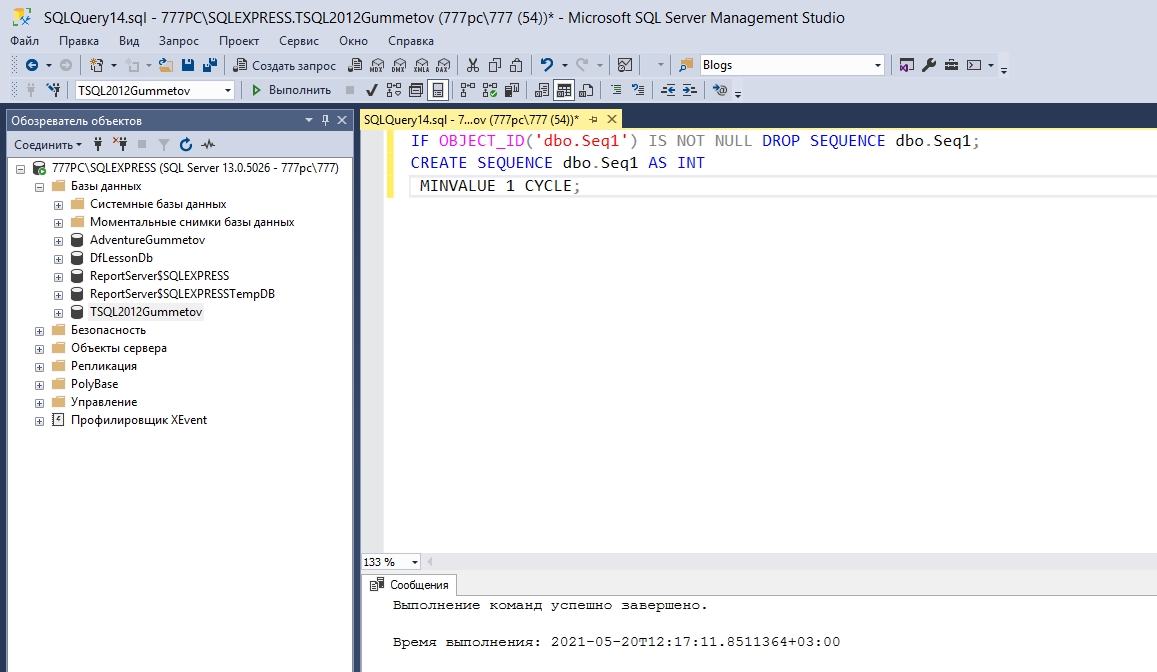 SQLQuery14.sql - 777PC\SQLEXPRESS.TSQL2012Gummetov (777pc\777 (54))* - Microsoft SQL Server Management Studio
Файл Правка Вид Запрос Проект Сервис Окно Справка
Создать запрос MDX DMX XMLA DAX Blogs
TSQL2012Gummetov Выполнить
Обозреватель объектов
SQLQuery14.sql - 7...ov (777pc\777 (54))*
Соединить
777PC\SQLEXPRESS (SQL Server 13.0.5026 - 777pc\777)
Базы данных
Системные базы данных
Моментальные снимки базы данных
AdventureGummetov
DfLessonDb
ReportServer$SQLEXPRESS
ReportServer$SQLEXPRESSTempDB
TSQL2012Gummetov
Безопасность
Объекты сервера
Репликация
PolyBase
Управление
Профилировщик XEvent
IF OBJECT_ID('dbo.Seq1') IS NOT NULL DROP SEQUENCE dbo.Seq1;
CREATE SEQUENCE dbo.Seq1 AS INT
MINVALUE 1 CYCLE;
133 %
Сообщения
Выполнение команд успешно завершено.
Время выполнения: 2021-05-20T12:17:11.8511364+03:00